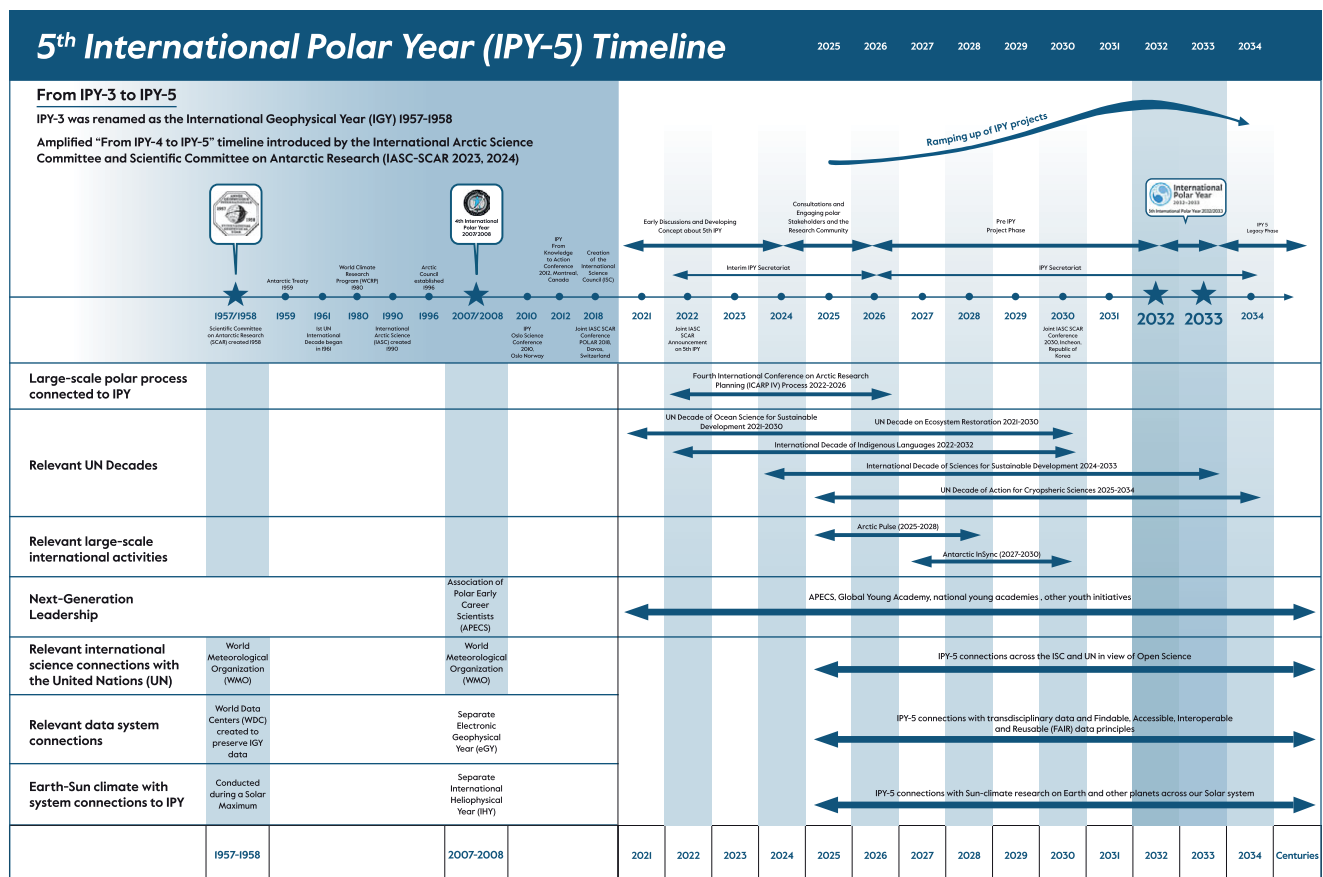 5th International Polar Year (IPY-5) Timeline
2025 2026 2027 2028 2029 2030 2031 2032 2033 2034
From IPY-3 to IPY-5
IPY-3 was renamed as the International Geophysical Year (IGY) 1957-1958
Amplified “From IPY-4 to IPY-5” timeline introduced by the International Arctic Science
Committee and Scientific Committee on Antarctic Research (IASC-SCAR 2023, 2024)
Ramping up of IPY projects
4th International
Polar Year
2007/2008
International
Polar Year
2032-2033
5th International Polar Year 2032/2033
Early Discussions and Developing
Concept about 5th IPY
Consultations and
Engaging polar
Stakeholders and the
Research Community
Pre IPY
Project Phase
IPY 5
Legacy Phase
Interim IPY Secretariat
IPY Secretariat
Antarctic Treaty
1959
World Climate
Research
Program (WCRP)
1980
Arctic
Council
established
1996
IPY
From
Knowledge
to Action
Conference
2012, Montreal,
Canada
Creation
of the
International
Science
Council (ISC)
1957/1958 1959 1961 1980 1990 1996 2007/2008 2010 2012 2018 2021 2022 2023 2024 2025 2026 2027 2028 2029 2030 2031 2032 2033 2034
Scientific Committee
on Antarctic Research
(SCAR) created 1958
1st UN
International
Decade began
in 1961
International
Arctic Science
(IASC) created
1990
IPY
Oslo Science
Conference
2010,
Oslo Norway
Joint IASC SCAR
Conference
POLAR 2018,
Davos,
Switzerland
Joint IASC
SCAR
Announcement
on 5th IPY
Joint IASC SCAR
Conference
2030, Incheon,
Republic of
Korea
Large-scale polar process
connected to IPY
Fourth International Conference on Arctic Research
Planning (ICARP IV) Process 2022-2026
Relevant UN Decades
UN Decade of Ocean Science for Sustainable
Development 2021-2030
UN Decade on Ecosystem Restoration 2021-2030
International Decade of Indigenous Languages 2022-2032
International Decade of Sciences for Sustainable Development 2024-2033
UN Decade of Action for Cryopsheric Sciences 2025-2034
Relevant large-scale
international activities
Arctic Pulse (2025-2028)
Antarctic InSync (2027-2030)
Next-Generation
Leadership
Association of
Polar Early
Career
Scientists
(APECS)
APECS, Global Young Academy, national young academies , other youth initiatives
Relevant international
science connections with
the United Nations (UN)
World
Meteorological
Organization
(WMO)
World
Meteorological
Organization
(WMO)
IPY-5 connections across the ISC and UN in view of Open Science
Relevant data system
connections
World Data
Centers (WDC)
created to
preserve IGY
data
Separate
Electronic
Geophysical
Year (eGY)
IPY-5 connections with transdisciplinary data and Findable, Accessible, Interoperable
and Reusable (FAIR) data principles
Earth-Sun climate with
system connections to IPY
Conducted
during a Solar
Maximum
Separate
International
Heliophysical
Year (IHY)
IPY-5 connections with Sun-climate research on Earth and other planets across our Solar system
1957-1958 2007-2008 2021 2022 2023 2024 2025 2026 2027 2028 2029 2030 2031 2032 2033 2034 Centuries